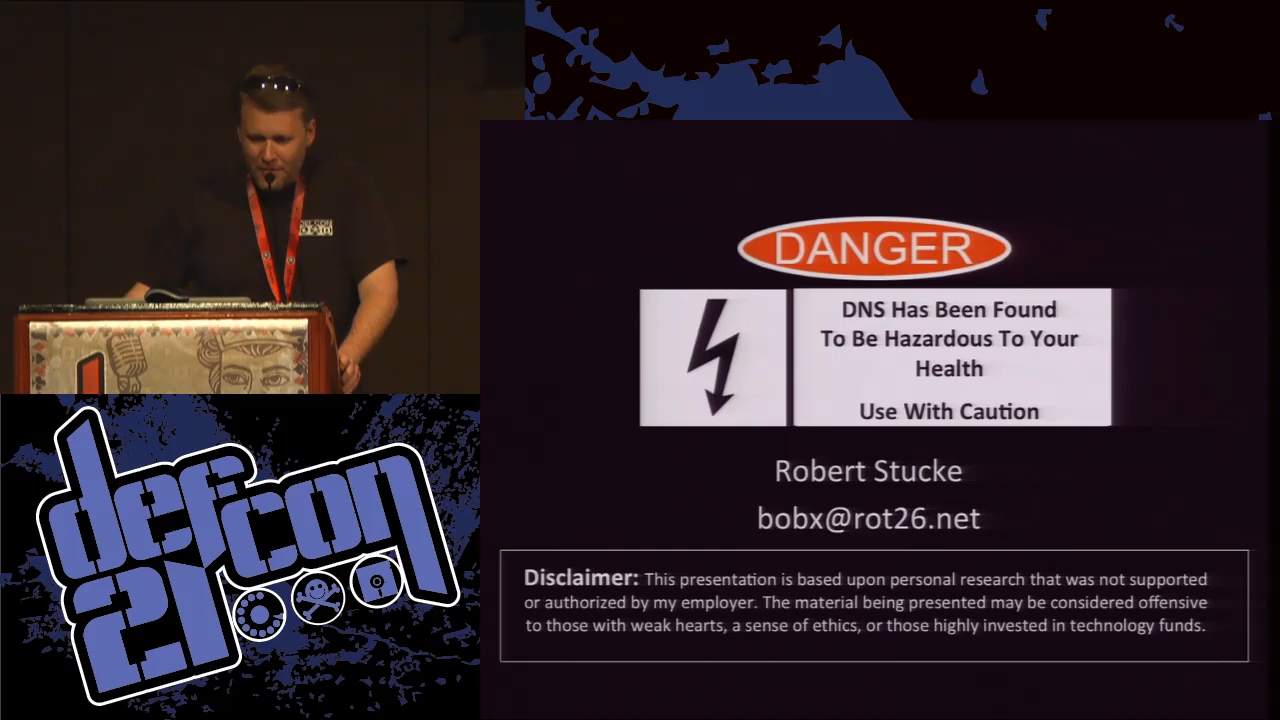 DEF CON
DANGER
DNS Has Been Found
To Be Hazardous To Your
Health
Use With Caution
Robert Stucke
bobx@rot26.net
Disclaimer: This presentation is based upon personal research that was not supported
or authorized by my employer. The material being presented may be considered offensive
to those with weak hearts, a sense of ethics, or those highly invested in technology funds.
defcon
21